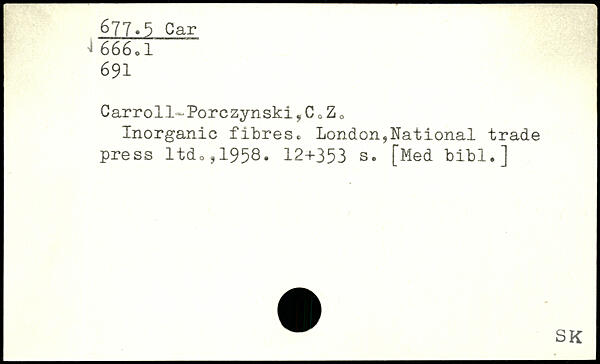 677.5 Car
666.1
691
Carroll-Porczynski,C.Z.
Inorganic fibres. London,National trade
press ltd.,1958. 12+353 s. [Med bibl.]
SK